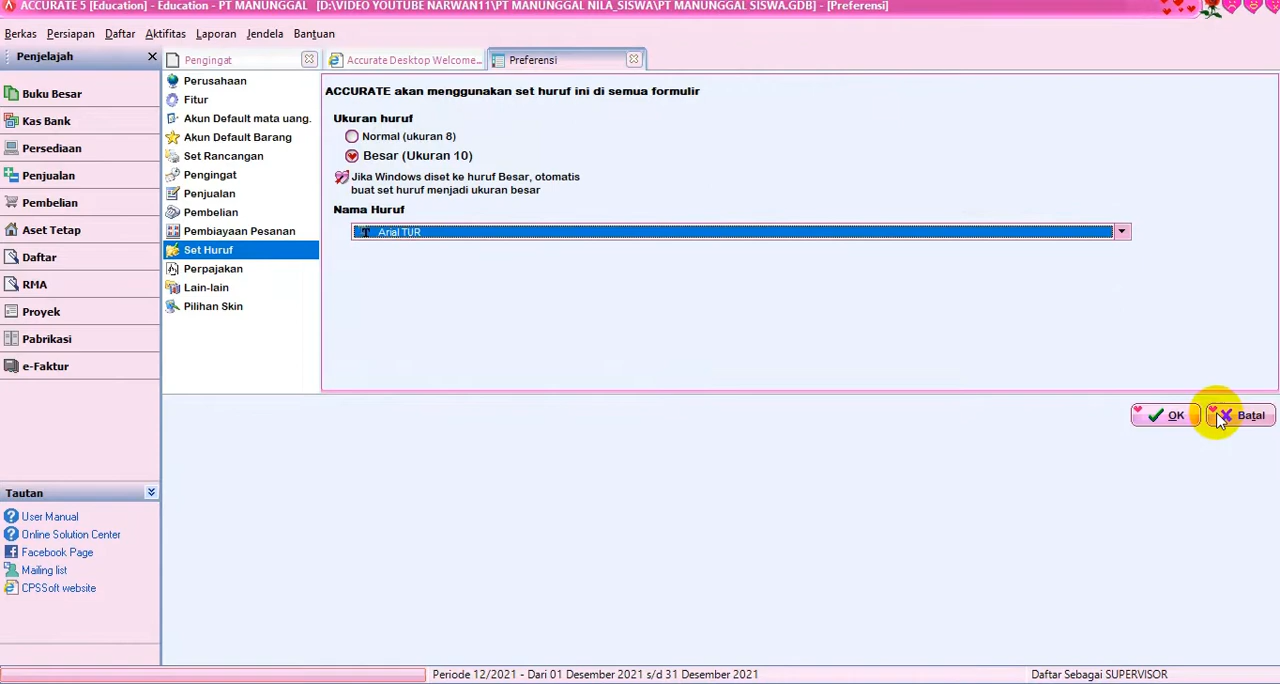 ACCURATE 5 [Education] - Education - PT MANUNGGAL [D:\VIDEO YOUTUBE NARWAN11\PT MANUNGGAL NILA_SISWA\PT MANUNGGAL SISWA.GDB] - [Preferensi]
Berkas Persiapan Daftar Aktifitas Laporan Jendela Bantuan
Penjelajah
Pengingat
Accurate Desktop Welcome...
Preferensi
Buku Besar
Kas Bank
Persediaan
Penjualan
Pembelian
Aset Tetap
Daftar
RMA
Proyek
Pabrikasi
e-Faktur
Perusahaan
Fitur
Akun Default mata uang.
Akun Default Barang
Set Rancangan
Pengingat
Penjualan
Pembelian
Pembiayaan Pesanan
Set Huruf
Perpajakan
Lain-lain
Pilihan Skin
ACCURATE akan menggunakan set huruf ini di semua formulir
Ukuran huruf
Normal (ukuran 8)
Besar (Ukuran 10)
Jika Windows diset ke huruf Besar, otomatis
buat set huruf menjadi ukuran besar
Nama Huruf
Arial TUR
OK
Batal
Tautan
User Manual
Online Solution Center
Facebook Page
Mailing list
CPSSoft website
Periode 12/2021 - Dari 01 Desember 2021 s/d 31 Desember 2021
Daftar Sebagai SUPERVISOR